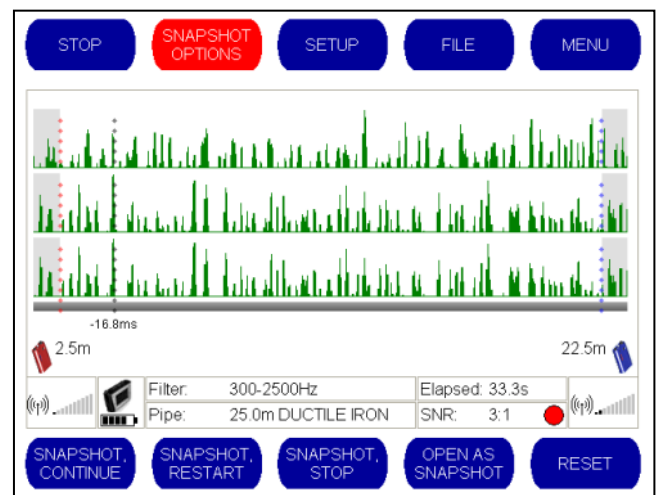 STOP
SNAPSHOT
OPTIONS
SETUP
FILE
MENU
-16.8ms
2.5m
22.5m
Filter: 300-2500Hz
Elapsed: 33.3s
Pipe: 25.0m DUCTILE IRON
SNR: 3:1
SNAPSHOT,
CONTINUE
SNAPSHOT,
RESTART
SNAPSHOT,
STOP
OPEN AS
SNAPSHOT
RESET